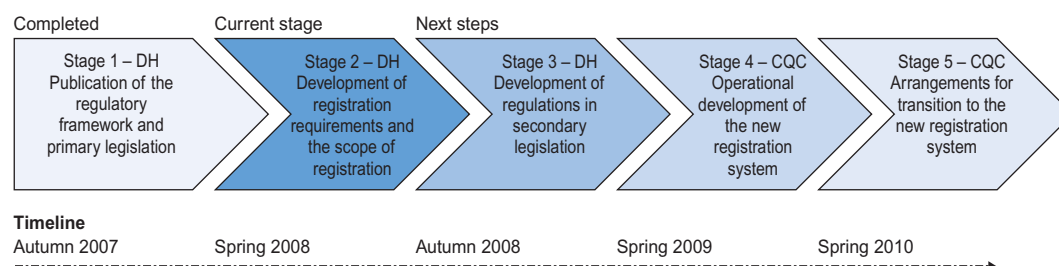 Completed
Current stage
Next steps
Stage 1 – DH
Publication of the
regulatory
framework and
primary legislation
Stage 2 – DH
Development of
registration
requirements and
the scope of
registration
Stage 3 – DH
Development of
regulations in
secondary
legislation
Stage 4 – CQC
Operational
development of
the new
registration
system
Stage 5 – CQC
Arrangements for
transition to the
new registration
system
Timeline
Autumn 2007
Spring 2008
Autumn 2008
Spring 2009
Spring 2010